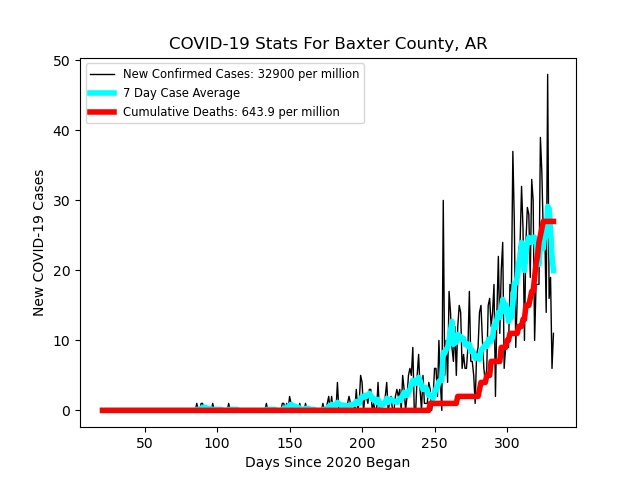 COVID-19 Stats For Baxter County, AR
New Confirmed Cases: 32900 per million
7 Day Case Average
Cumulative Deaths: 643.9 per million
New COVID-19 Cases
50
40
30
20
10
0
50 100 150 200 250 300
Days Since 2020 Began